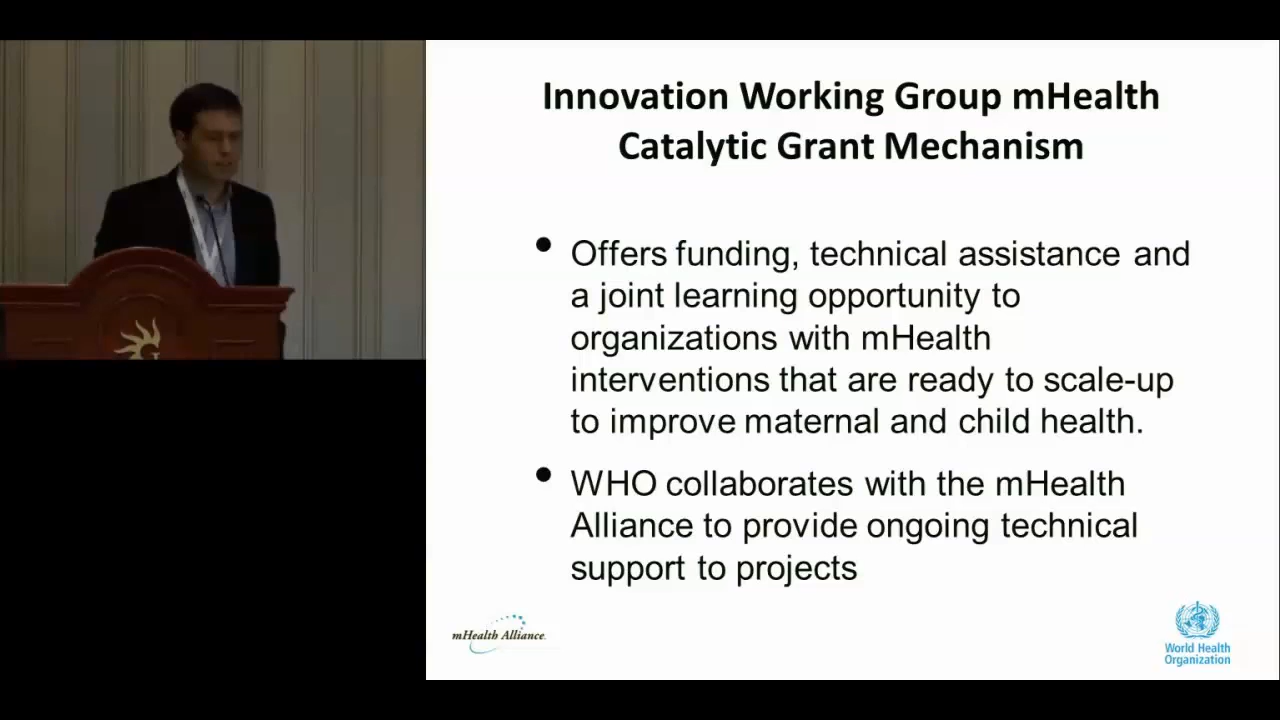 Innovation Working Group mHealth
Catalytic Grant Mechanism
• Offers funding, technical assistance and
a joint learning opportunity to
organizations with mHealth
interventions that are ready to scale-up
to improve maternal and child health.
• WHO collaborates with the mHealth
Alliance to provide ongoing technical
support to projects
mHealth Alliance.
World Health
Organization